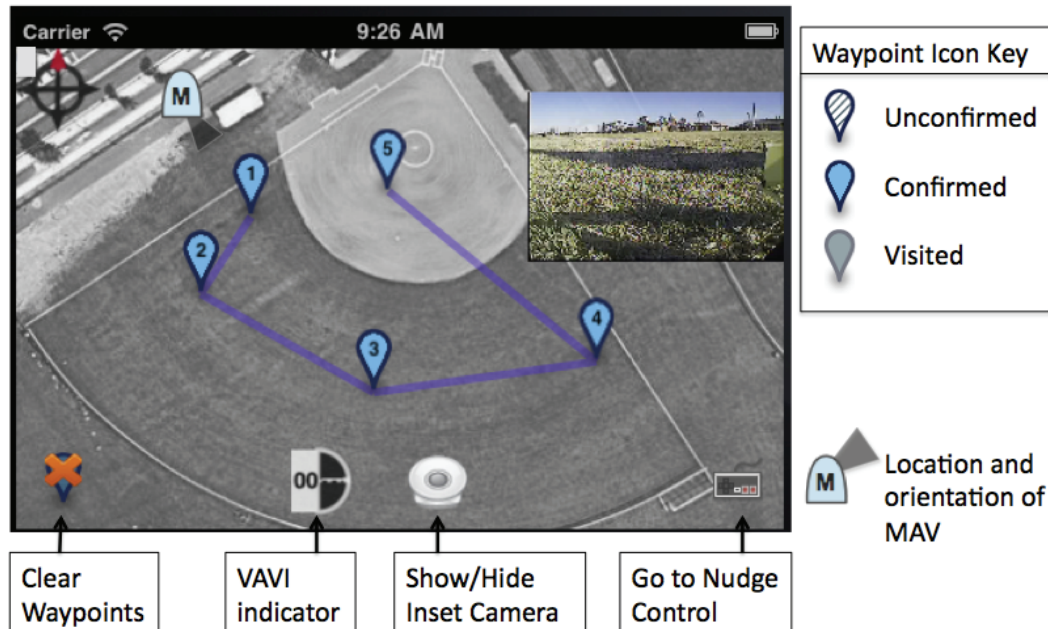 Carrier
9:26 AM
Waypoint Icon Key
Unconfirmed
Confirmed
Visited
M
1
5
2
3
4
00
M
Location and
orientation of
MAV
Clear
Waypoints
VAVI
indicator
Show/Hide
Inset Camera
Go to Nudge
Control